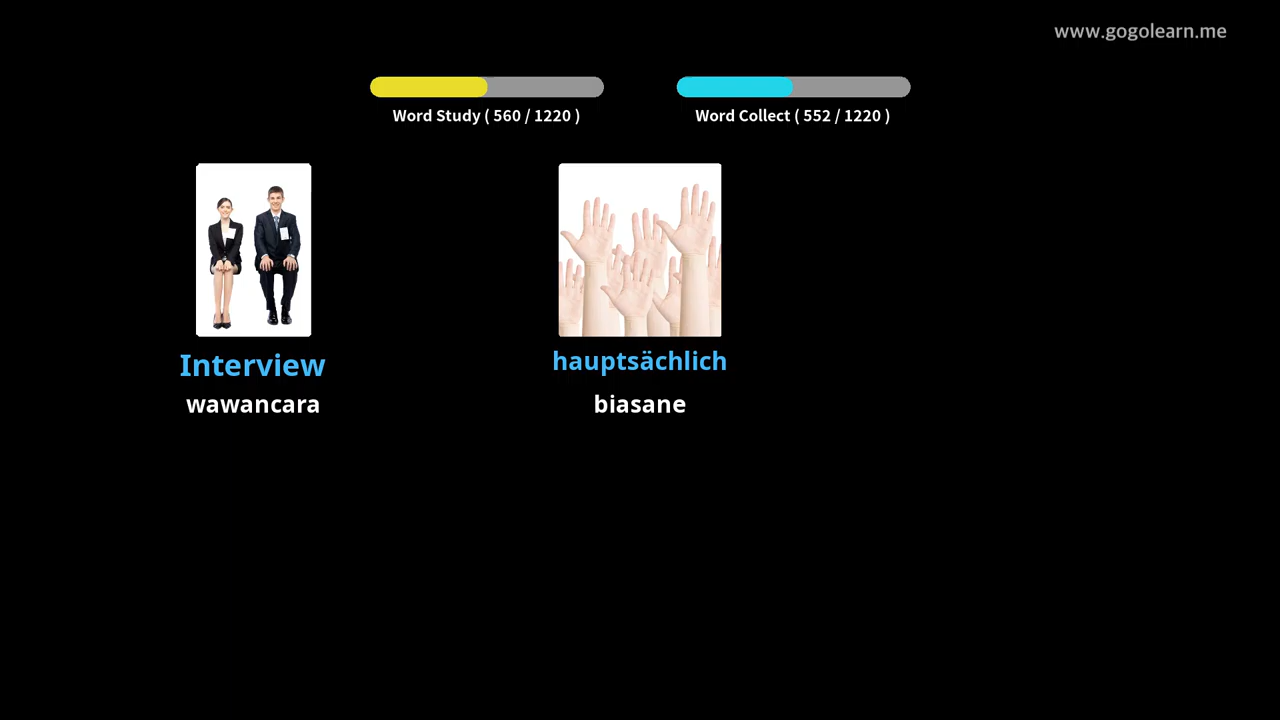 www.gogolearn.me
Word Study ( 560 / 1220 )
Word Collect ( 552 / 1220 )
Interview
wawancara
hauptsächlich
biasane